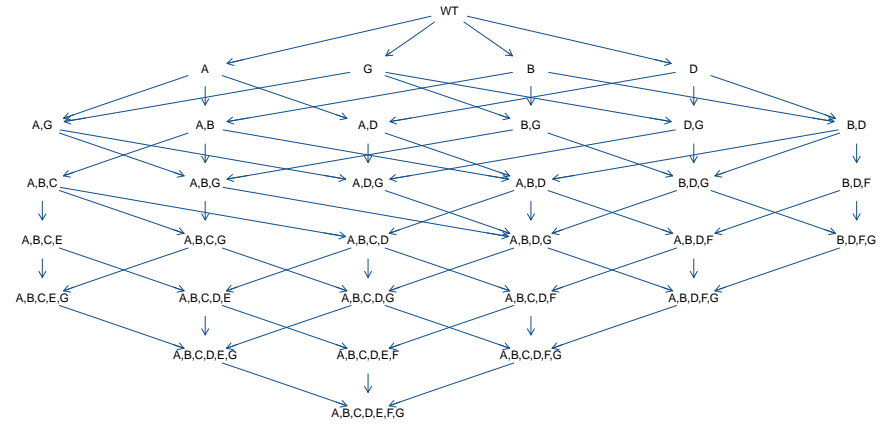 WT
A G B D
A,G A,B A,D B,G D,G B,D
A,B,C A,B,G A,D,G A,B,D B,D,G B,D,F
A,B,C,E A,B,C,G A,B,C,D A,B,D,G A,B,D,F B,D,F,G
A,B,C,E,G A,B,C,D,E A,B,C,D,G A,B,C,D,F A,B,D,F,G
A,B,C,D,E,G A,B,C,D,E,F A,B,C,D,F,G
A,B,C,D,E,F,G